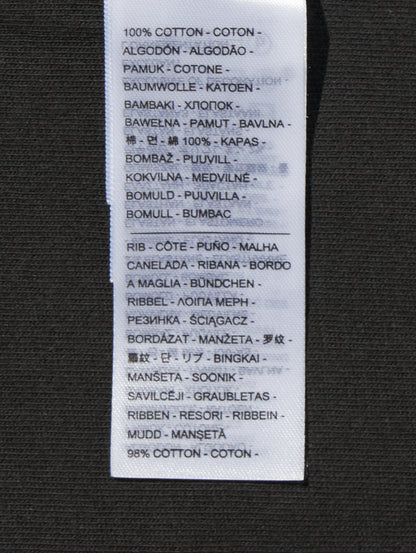 100% COTTON - COTON -
ALGODÓN - ALGODÃO -
PAMUK - COTONE -
BAUMWOLLE - KATOEN -
BAMBAKI - ХЛОПОК -
BAWEŁNA - PAMUT - BAVLNA -
棉 - 면 - 綿 100% - KAPAS -
BOMBAŽ - PUUVILL -
KOKVILNA - MEDVILNĖ -
BOMULD - PUUVILLA -
BOMULL - BUMBAC
RIB - CÔTE - PUÑO - MALHA
CANELADA - RIBANA - BORDO
A MAGLIA - BÜNDCHEN -
RIBBEL - ΛΟΙΠΑ ΜΕΡΗ -
РЕЗИНКА - ŚCIĄGACZ -
BORDÁZAT - MANŽETA - 罗纹 -
羅紋 - 단 - リブ - BINGKAI -
MANŠETA - SOONIK -
SAVILCĒJI - GRAUBLETAS -
RIBBEN - RESORI - RIBBEIN -
MUDD - MANŞETĂ
98% COTTON - COTON -